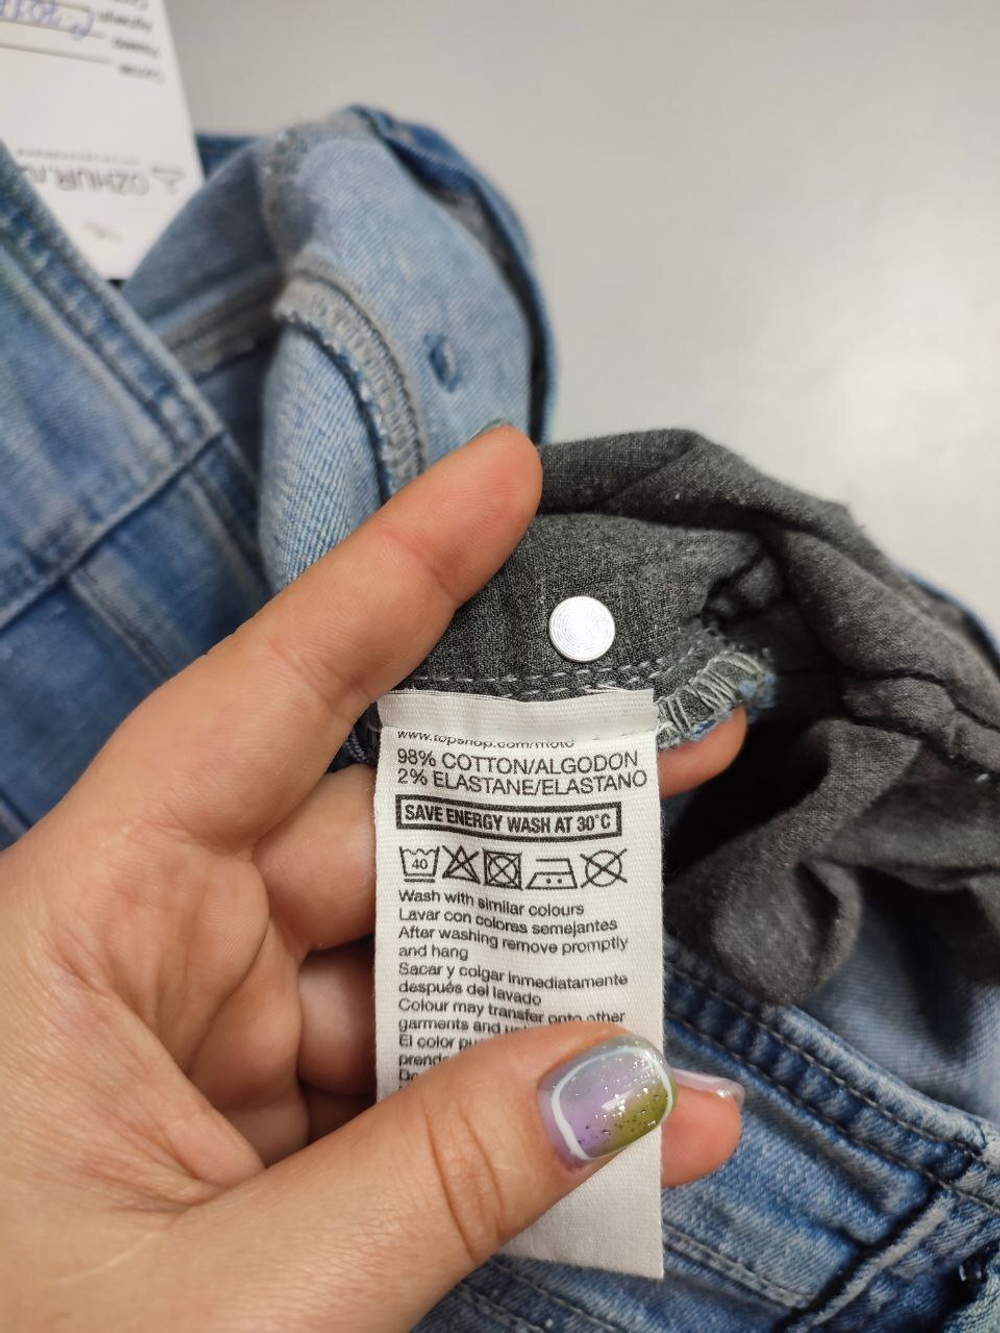 www.topshop.com/moto
98% COTTON/ALGODON
2% ELASTANE/ELASTANO
SAVE ENERGY WASH AT 30°C
40
Wash with similar colours
Lavar con colores semejantes
After washing remove promptly
and hang
Sacar y colgar inmediatamente
después del lavado
Colour may transfer onto other
garments and
El color